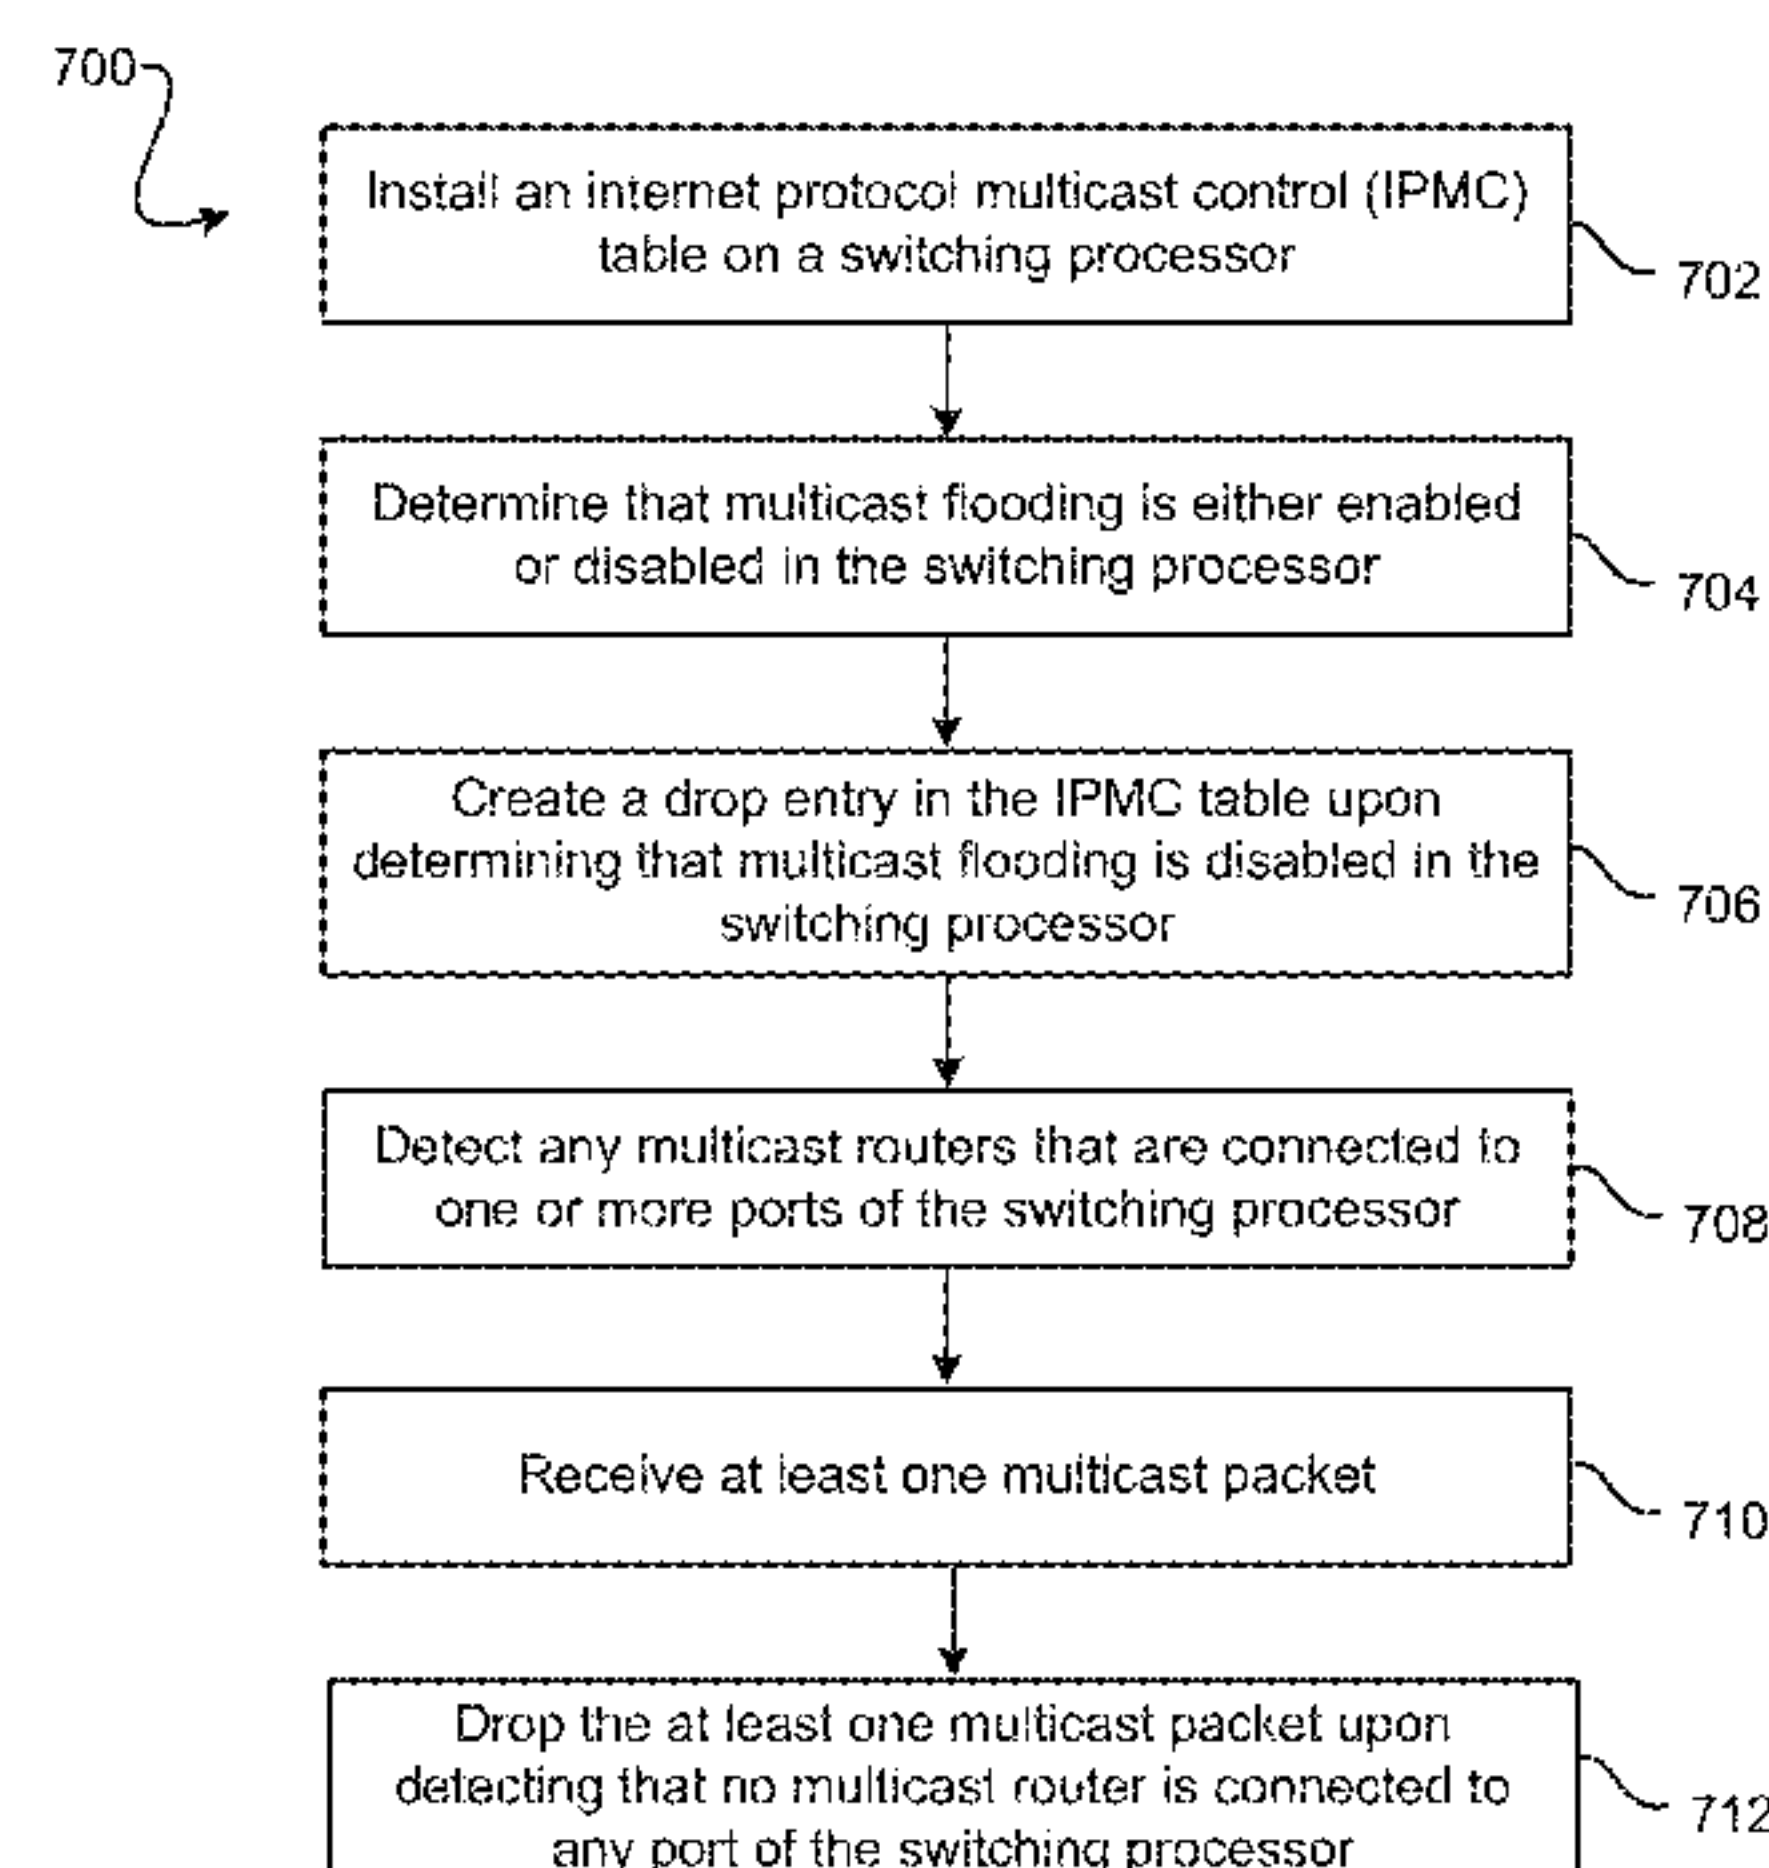 700
Install an internet protocol multicast control (IPMC)
table on a switching processor
702
Determine that multicast flooding is either enabled
or disabled in the switching processor
704
Create a drop entry in the IPMC table upon
determining that multicast flooding is disabled in the
switching processor
706
Detect any multicast routers that are connected to
one or more ports of the switching processor
708
Receive at least one multicast packet
710
Drop the at least one multicast packet upon
detecting that no multicast router is connected to
any port of the switching processor
712